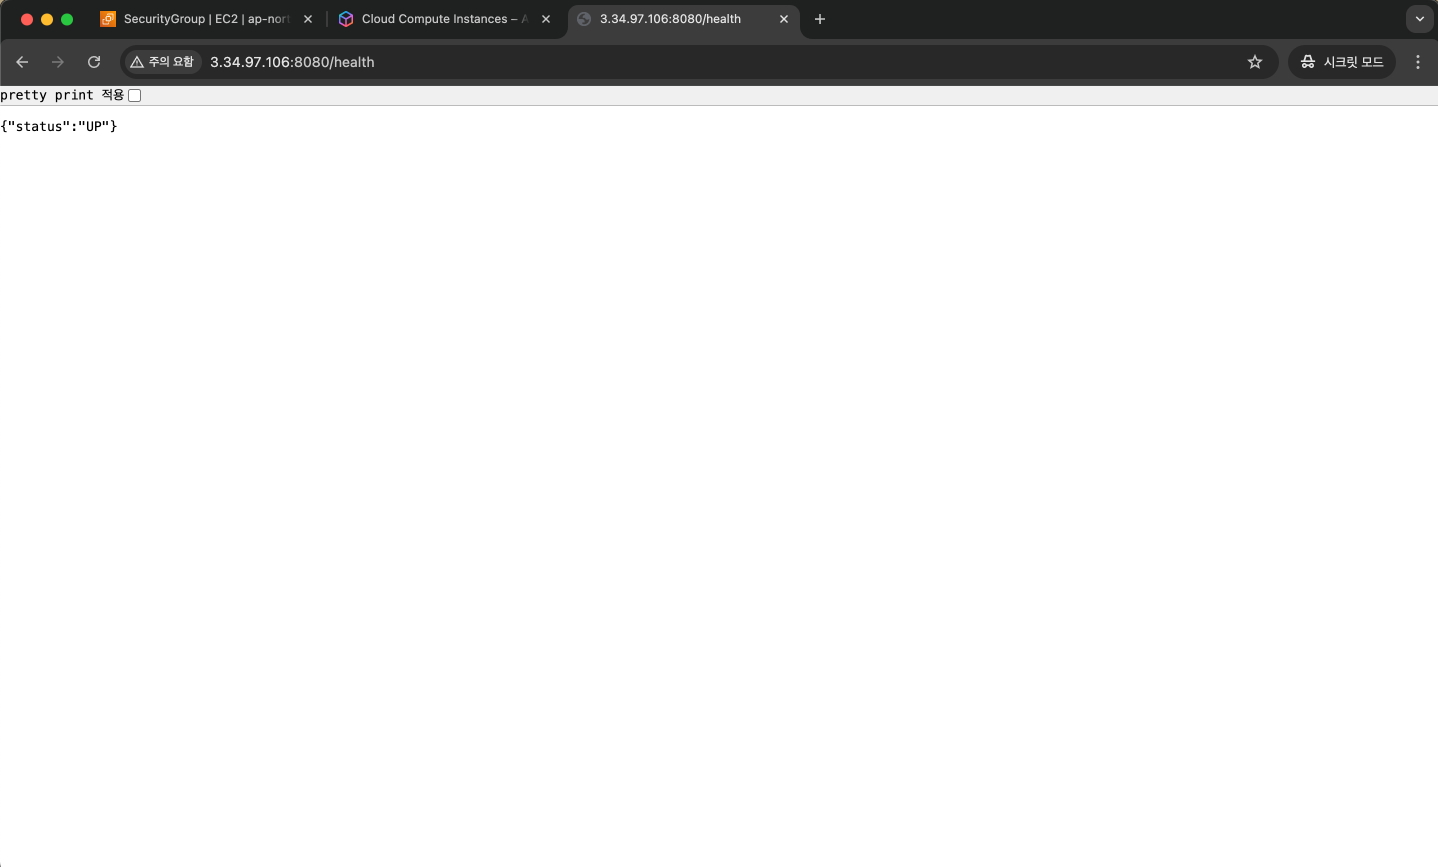 SecurityGroup | EC2 | ap-nort
Cloud Compute Instances – A
3.34.97.106:8080/health
주의 요함
3.34.97.106:8080/health
시크릿 모드
pretty print 적용
{"status":"UP"}